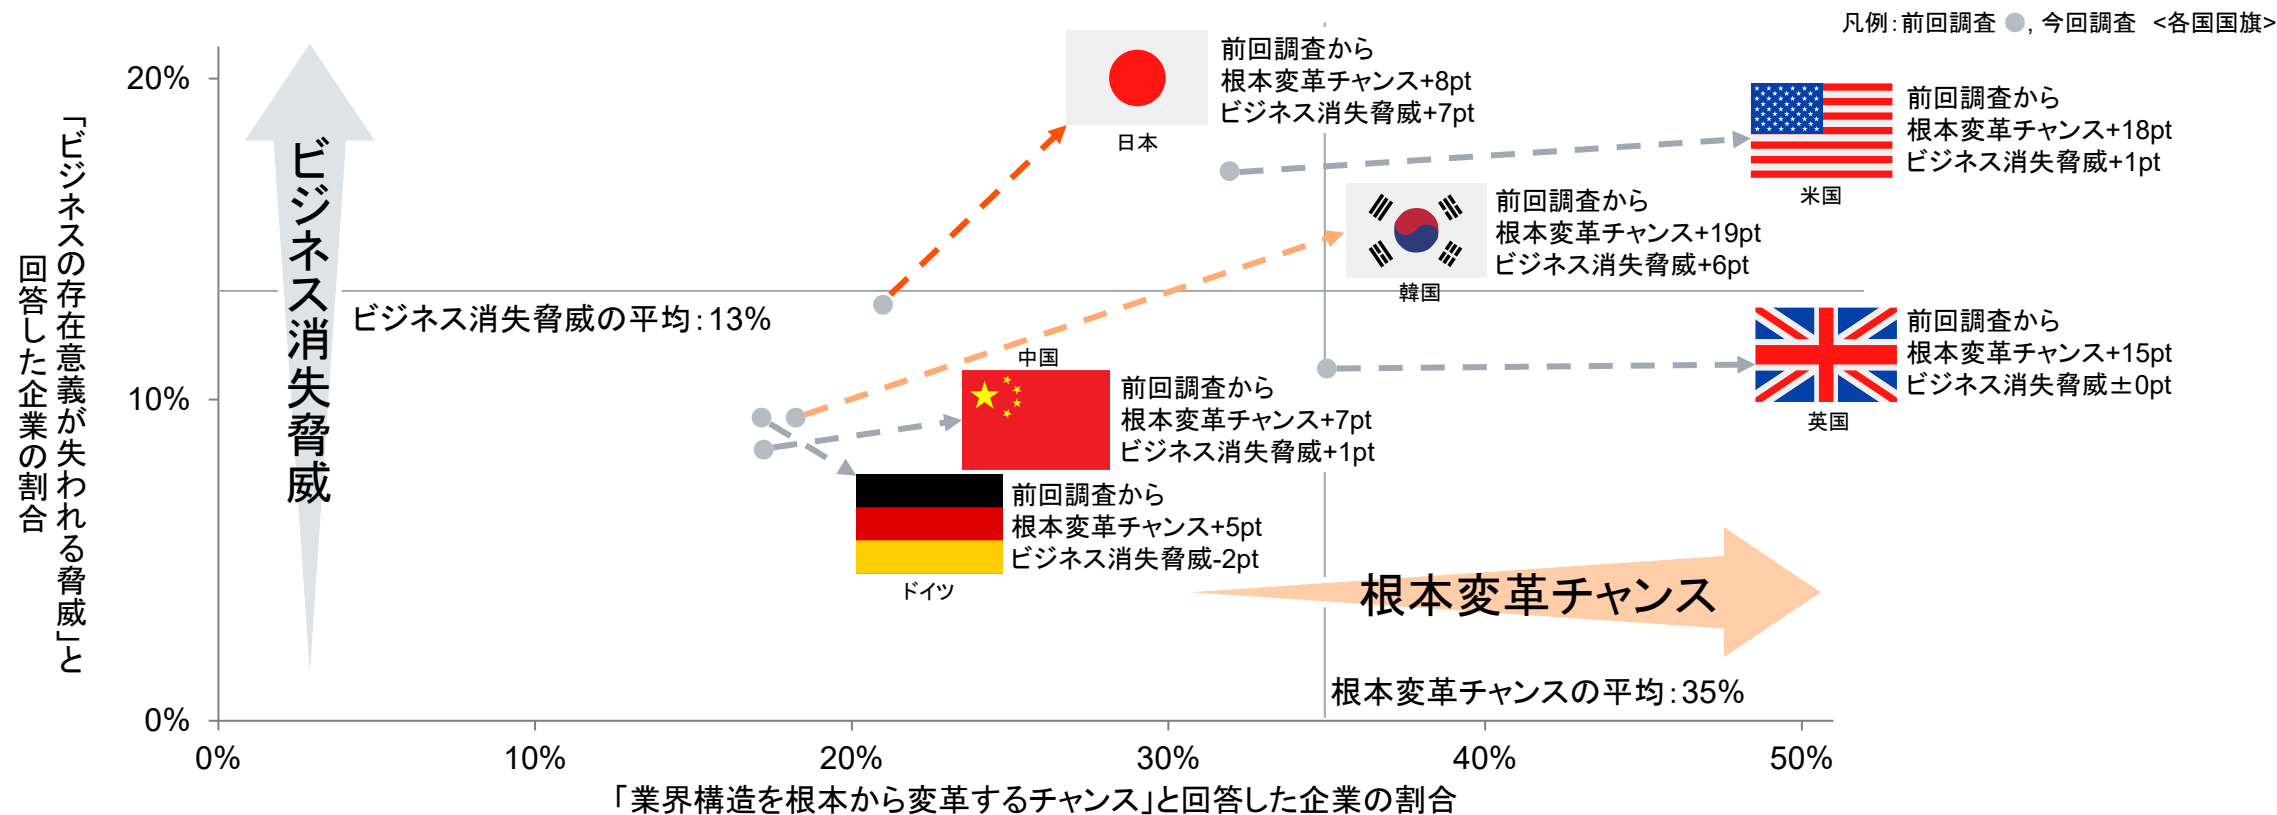 凡例：前回調査 ●, 今回調査 <各国国旗>
「ビジネスの存在意義が失われる脅威」と
回答した企業の割合
20%
10%
0%
ビジネス消失脅威
ビジネス消失脅威の平均：13%
前回調査から
根本変革チャンス+8pt
ビジネス消失脅威+7pt
日本
前回調査から
根本変革チャンス+18pt
ビジネス消失脅威+1pt
米国
前回調査から
根本変革チャンス+19pt
ビジネス消失脅威+6pt
韓国
前回調査から
根本変革チャンス+15pt
ビジネス消失脅威±0pt
英国
中国
前回調査から
根本変革チャンス+7pt
ビジネス消失脅威+1pt
前回調査から
根本変革チャンス+5pt
ビジネス消失脅威-2pt
ドイツ
根本変革チャンス
根本変革チャンスの平均：35%
0%
10%
20%
30%
40%
50%
「業界構造を根本から変革するチャンス」と回答した企業の割合